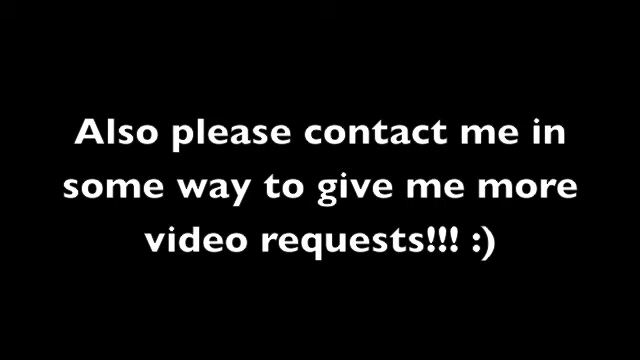 Also please contact me in
some way to give me more
video requests!!! :)